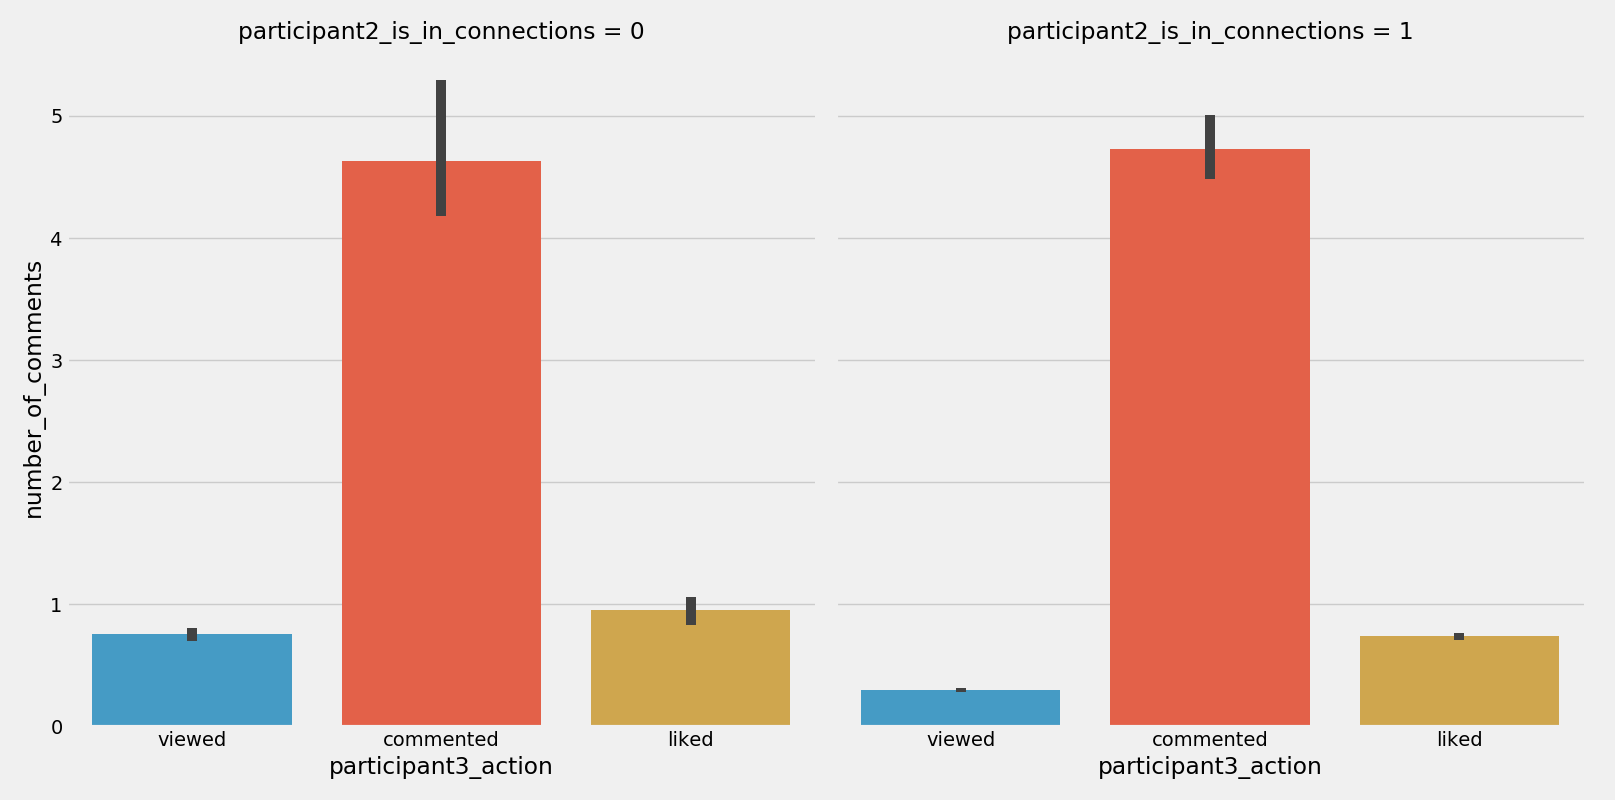 participant2_is_in_connections = 0
participant2_is_in_connections = 1
number_of_comments
5
4
3
2
1
0
viewed
commented
liked
viewed
commented
liked
participant3_action
participant3_action